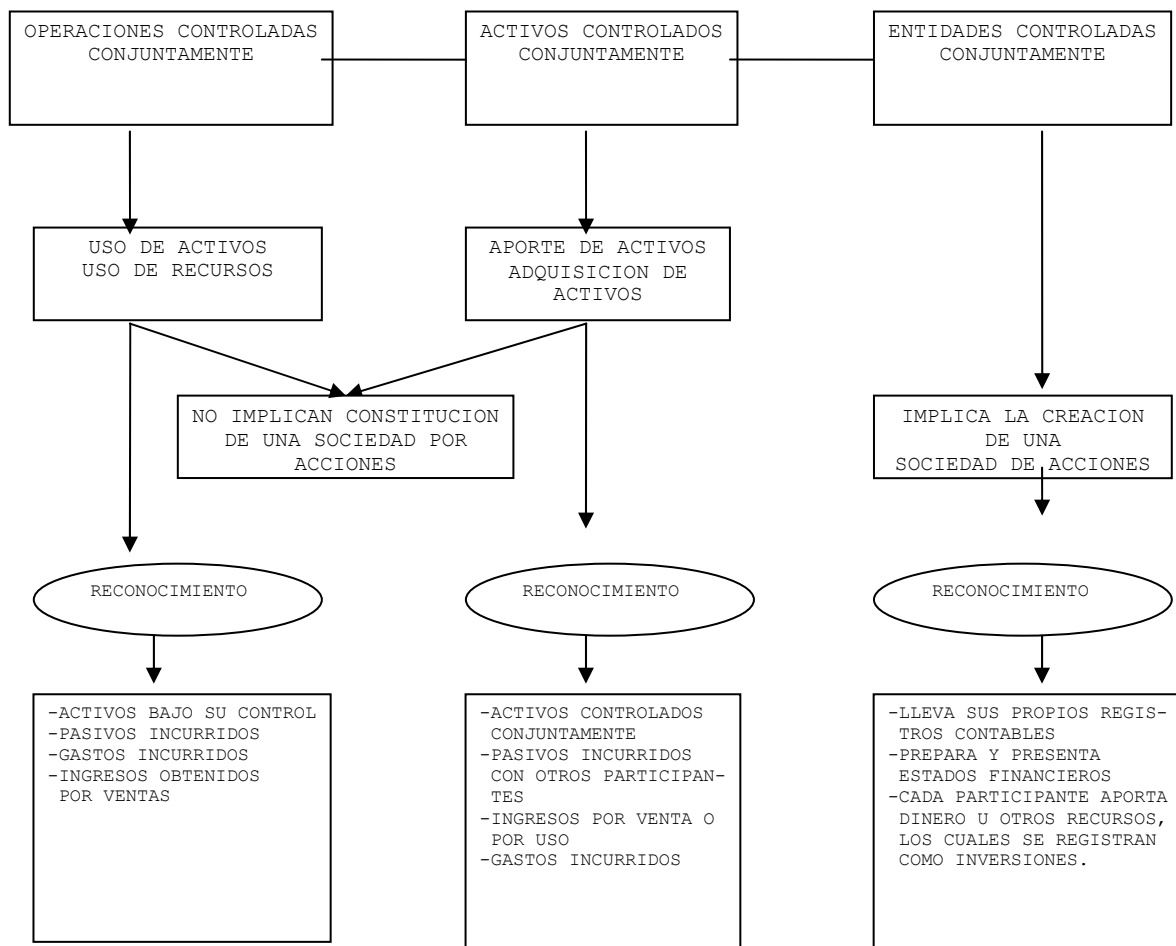 OPERACIONES CONTROLADAS
CONJUNTAMENTE
ACTIVOS CONTROLADOS
CONJUNTAMENTE
ENTIDADES CONTROLADAS
CONJUNTAMENTE
USO DE ACTIVOS
USO DE RECURSOS
APORTE DE ACTIVOS
ADQUISICION DE
ACTIVOS
NO IMPLICAN CONSTITUCION
DE UNA SOCIEDAD POR
ACCIONES
IMPLICA LA CREACION
DE UNA
SOCIEDAD DE ACCIONES
RECONOCIMIENTO
RECONOCIMIENTO
RECONOCIMIENTO
-ACTIVOS BAJO SU CONTROL
-PASIVOS INCURRIDOS
-GASTOS INCURRIDOS
-INGRESOS OBTENIDOS
POR VENTAS
-ACTIVOS CONTROLADOS
CONJUNTAMENTE
-PASIVOS INCURRIDOS
CON OTROS PARTICIPAN-
TES
-INGRESOS POR VENTA O
POR USO
-GASTOS INCURRIDOS
-LLEVA SUS PROPIOS REGIS-
TROS CONTABLES
-PREPARA Y PRESENTA
ESTADOS FINANCIEROS
-CADA PARTICIPANTE APORTA
DINERO U OTROS RECURSOS,
LOS CUALES SE REGISTRAN
COMO INVERSIONES.